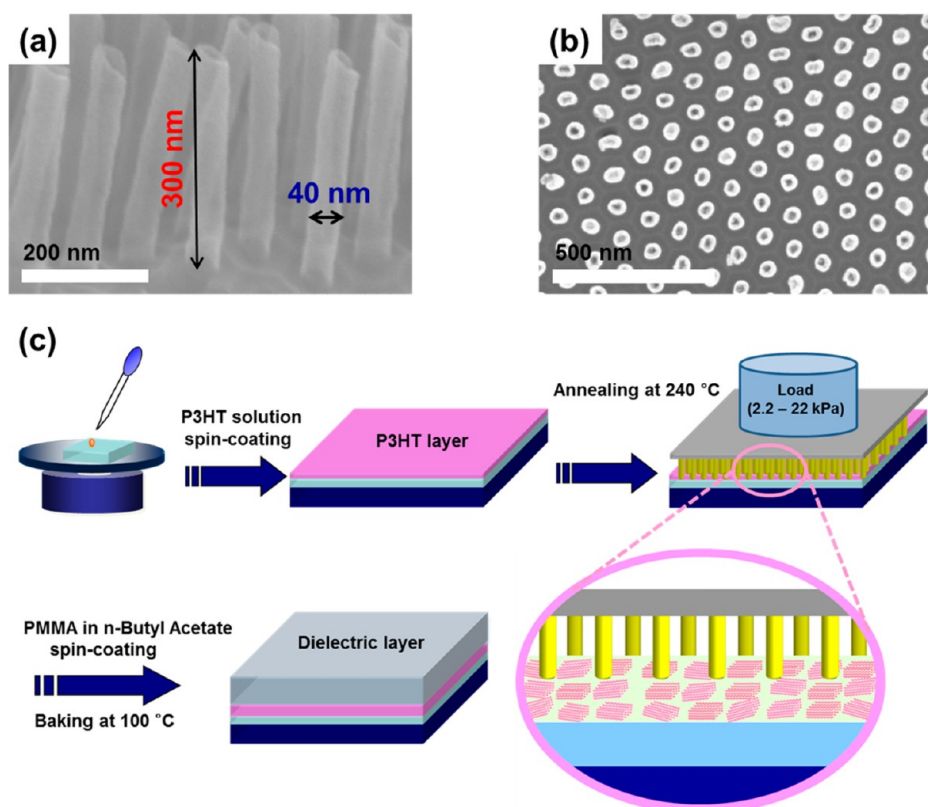 (a)
300 nm
40 nm
200 nm
(b)
500 nm
(c)
P3HT solution
spin-coating
P3HT layer
Annealing at 240 °C
Load
(2.2 – 22 kPa)
PMMA in n-Butyl Acetate
spin-coating
Baking at 100 °C
Dielectric layer